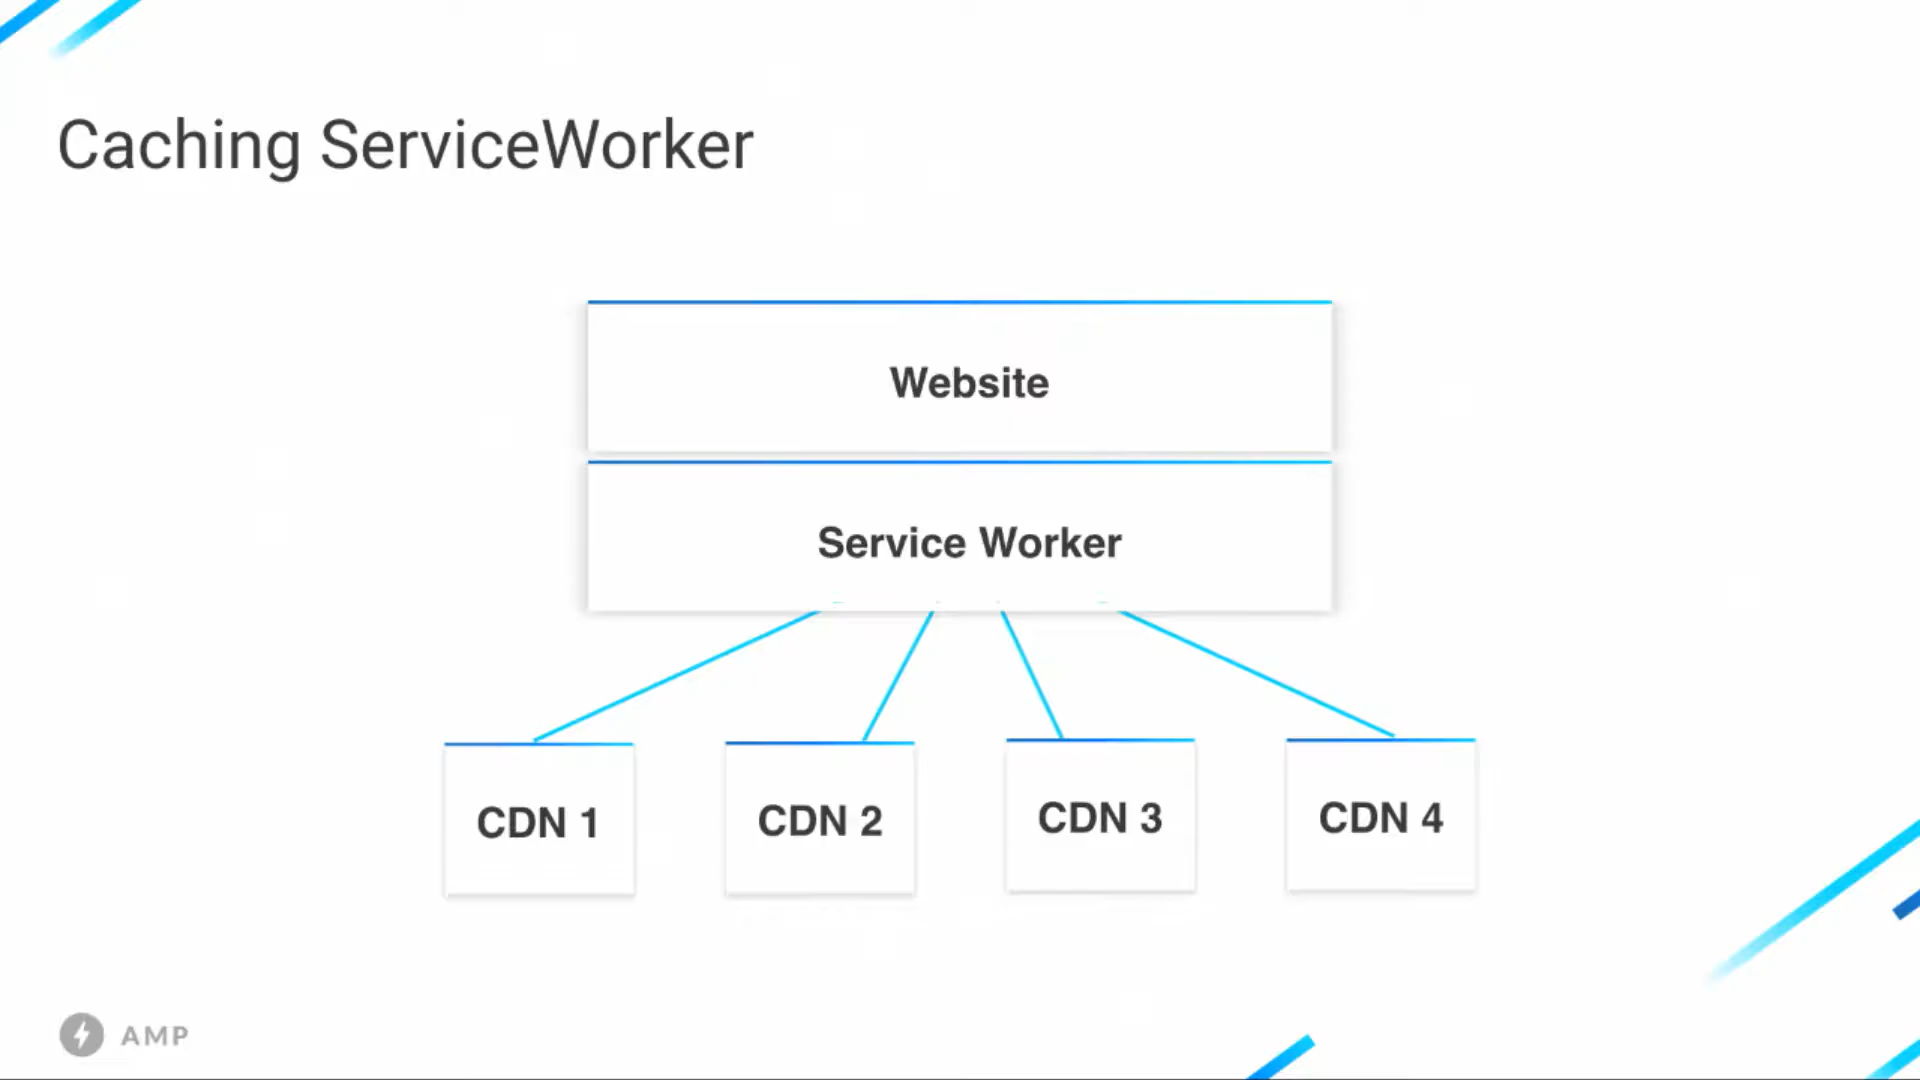 Caching ServiceWorker
Website
Service Worker
CDN 1
CDN 2
CDN 3
CDN 4
AMP